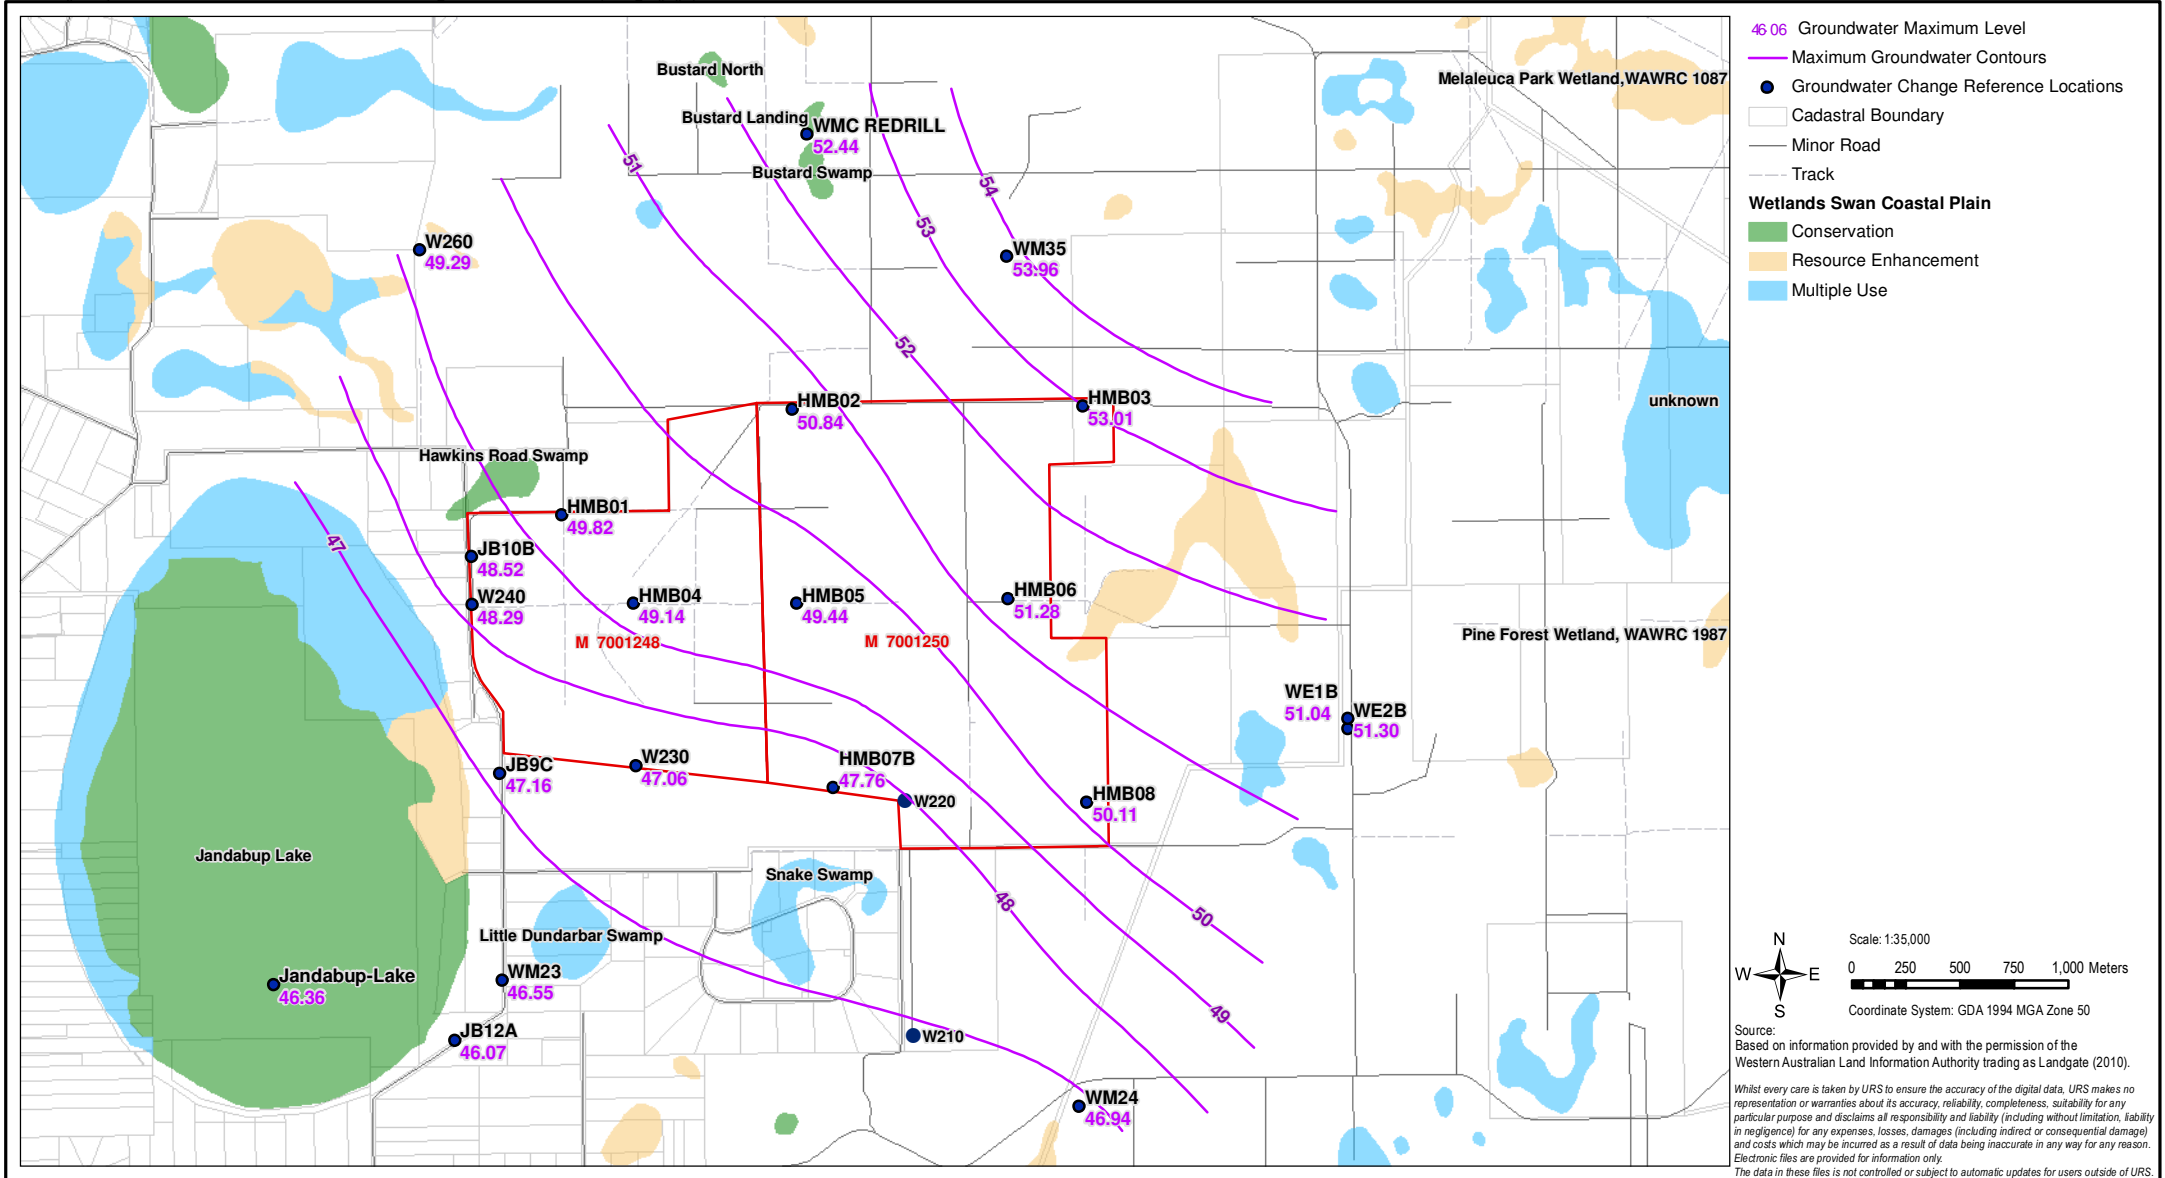 Bustard North
Bustard Landing
WMC REDRILL
52.44
Bustard Swamp
Melaleuca Park Wetland,WAWRC 1087
51
54
53
W260
49.29
WM35
53.96
52
HMB02
50.84
HMB03
53.01
unknown
Hawkins Road Swamp
HMB01
49.82
47
JB10B
48.52
W240
48.29
HMB04
49.14
HMB05
49.44
HMB06
51.28
M 7001248
M 7001250
Pine Forest Wetland, WAWRC 1987
WE1B
51.04
WE2B
51.30
JB9C
47.16
W230
47.06
HMB07B
47.76
W220
HMB08
50.11
Jandabup Lake
Snake Swamp
48
50
Little Dundarbar Swamp
Jandabup-Lake
46.36
WM23
46.55
49
JB12A
46.07
W210
WM24
46.94
46 06 Groundwater Maximum Level
Maximum Groundwater Contours
Groundwater Change Reference Locations
Cadastral Boundary
Minor Road
Track
Wetlands Swan Coastal Plain
Conservation
Resource Enhancement
Multiple Use
N
W E
S
Scale: 1:35,000
0 250 500 750 1,000 Meters
Coordinate System: GDA 1994 MGA Zone 50
Source:
Based on information provided by and with the permission of the
Western Australian Land Information Authority trading as Landgate (2010).
Whilst every care is taken by URS to ensure the accuracy of the digital data, URS makes no
representation or warranties about its accuracy, reliability, completeness, suitability for any
particular purpose and disclaims all responsibility and liability (including without limitation, liability
in negligence) for any expenses, losses, damages (including indirect or consequential damage)
and costs which may be incurred as a result of data being inaccurate in any way for any reason.
Electronic files are provided for information only.
The data in these files is not controlled or subject to automatic updates for users outside of URS.